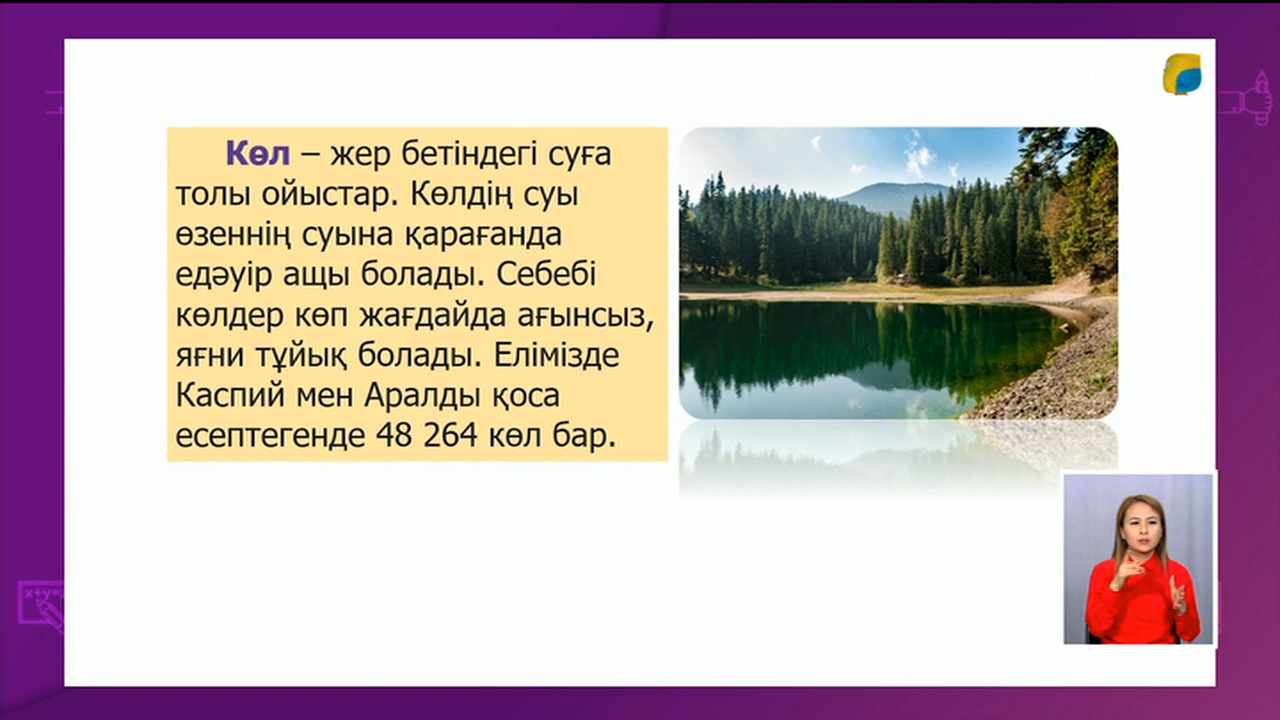 Көл – жер бетіндегі суға
толы ойыстар. Көлдің суы
өзеннің суына қарағанда
едәуір ащы болады. Себебі
көлдер көп жағдайда ағынсыз,
яғни тұйық болады. Елімізде
Каспий мен Аралды қоса
есептегенде 48 264 көл бар.
x+y=